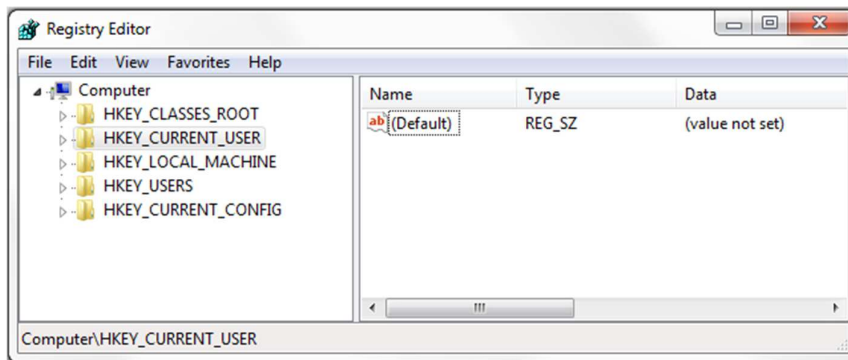 Registry Editor
File Edit View Favorites Help
Computer
HKEY_CLASSES_ROOT
HKEY_CURRENT_USER
HKEY_LOCAL_MACHINE
HKEY_USERS
HKEY_CURRENT_CONFIG
Name Type Data
ab (Default) REG_SZ (value not set)
Computer\HKEY_CURRENT_USER